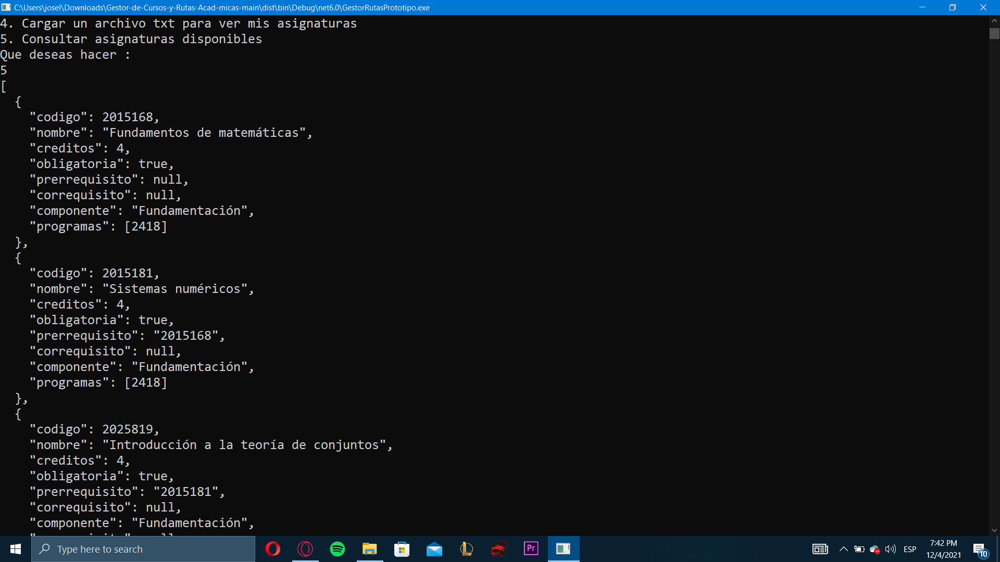 C:\Users\josel\Downloads\Gestor-de-Cursos-y-Rutas-Acad-micas-main\dist\bin\Debug\net6.0\GestorRutasPrototipo.exe
4. Cargar un archivo txt para ver mis asignaturas
5. Consultar asignaturas disponibles
Que deseas hacer :
5
[
  {
    "codigo": 2015168,
    "nombre": "Fundamentos de matemáticas",
    "creditos": 4,
    "obligatoria": true,
    "prerrequisito": null,
    "correquisito": null,
    "componente": "Fundamentación",
    "programas": [2418]
  },
  {
    "codigo": 2015181,
    "nombre": "Sistemas numéricos",
    "creditos": 4,
    "obligatoria": true,
    "prerrequisito": "2015168",
    "correquisito": null,
    "componente": "Fundamentación",
    "programas": [2418]
  },
  {
    "codigo": 2025819,
    "nombre": "Introducción a la teoría de conjuntos",
    "creditos": 4,
    "obligatoria": true,
    "prerrequisito": "2015181",
    "correquisito": null,
    "componente": "Fundamentación",
Type here to search
Pr
ESP
7:42 PM
12/4/2021
10